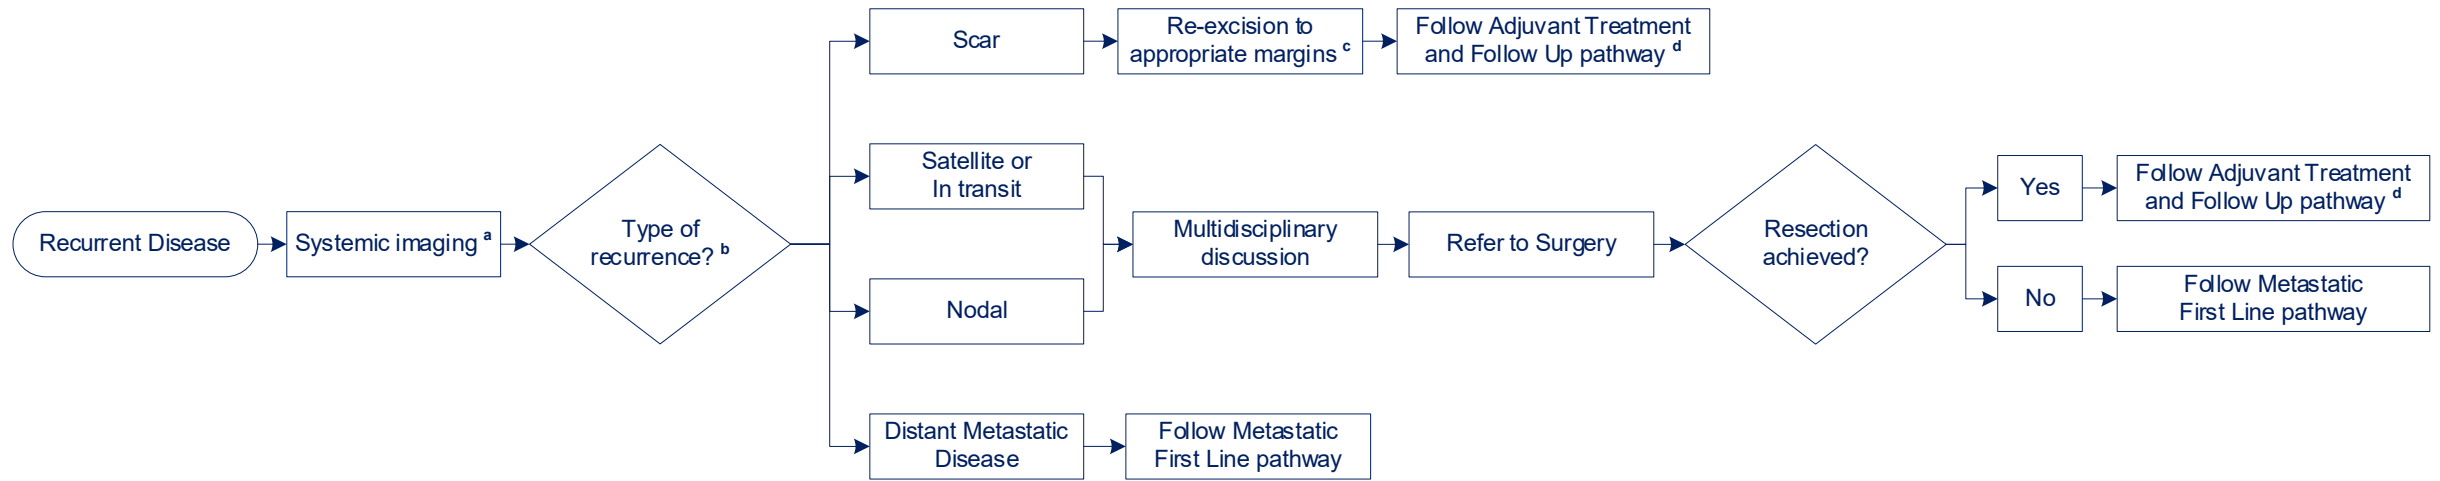 Recurrent Disease
Systemic imaging a
Type of
recurrence? b
Scar
Re-excision to
appropriate margins c
Follow Adjuvant Treatment
and Follow Up pathway d
Satellite or
In transit
Nodal
Multidisciplinary
discussion
Refer to Surgery
Resection
achieved?
Yes
Follow Adjuvant Treatment
and Follow Up pathway d
No
Follow Metastatic
First Line pathway
Distant Metastatic
Disease
Follow Metastatic
First Line pathway